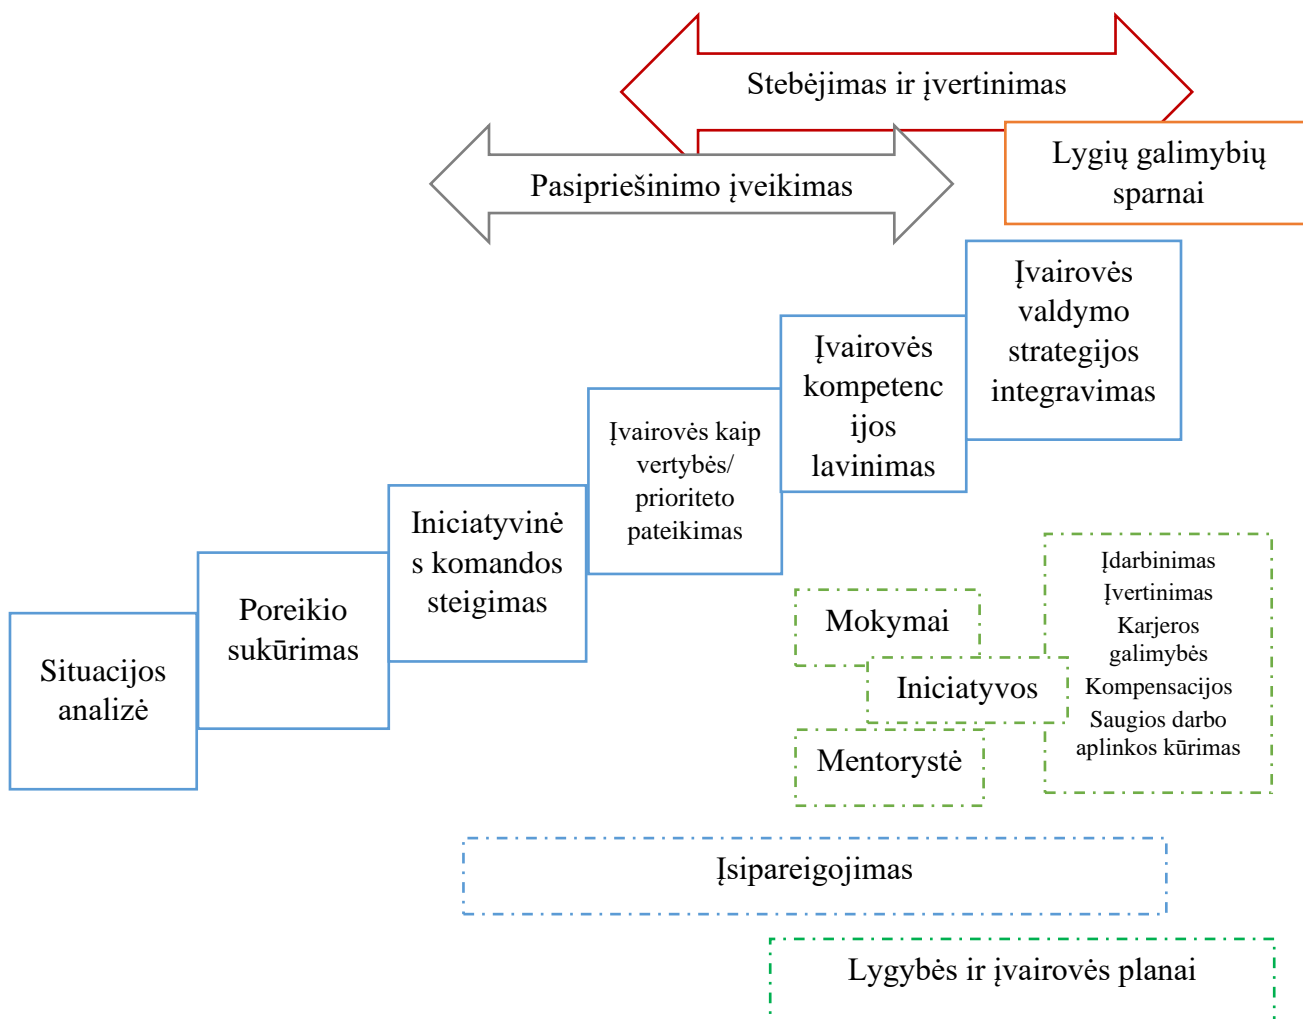 Stebėjimas ir įvertinimas
Lygių galimybių
sparnai
Pasipriešinimo įveikimas
Įvairovės
valdymo
strategijos
integravimas
Įvairovės
kompetenc
ijos
lavinimas
Įvairovės kaip
vertybės/
prioriteto
pateikimas
Iniciatyvinė
s komandos
steigimas
Poreikio
sukūrimas
Situacijos
analizė
Mokymai
Iniciatyvos
Mentorystė
Įdarbinimas
Įvertinimas
Karjeros
galimybės
Kompensacijos
Saugios darbo
aplinkos kūrimas
Įsipareigojimas
Lygybės ir įvairovės planai